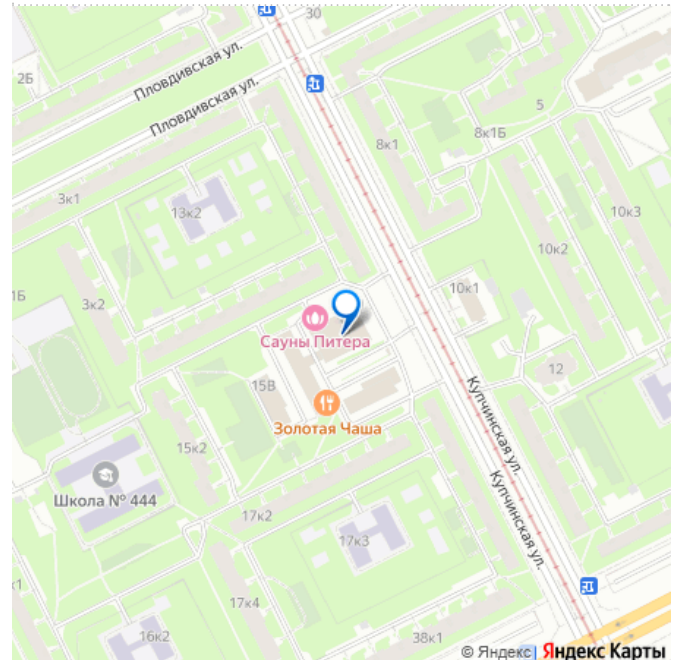 30
2Б
Пловдивская ул.
Пловдивская ул.
5
8к1Б
8к1
3к1
13к2
10к3
10к2
1Б
3к2
10к1
Сауны Питера
12
15В
Купчинская ул.
Золотая Чаша
15к2
Школа № 444
Купчинская ул.
17к2
17к3
к1
17к4
16к2
38к1
© Яндекс Яндекс Карты